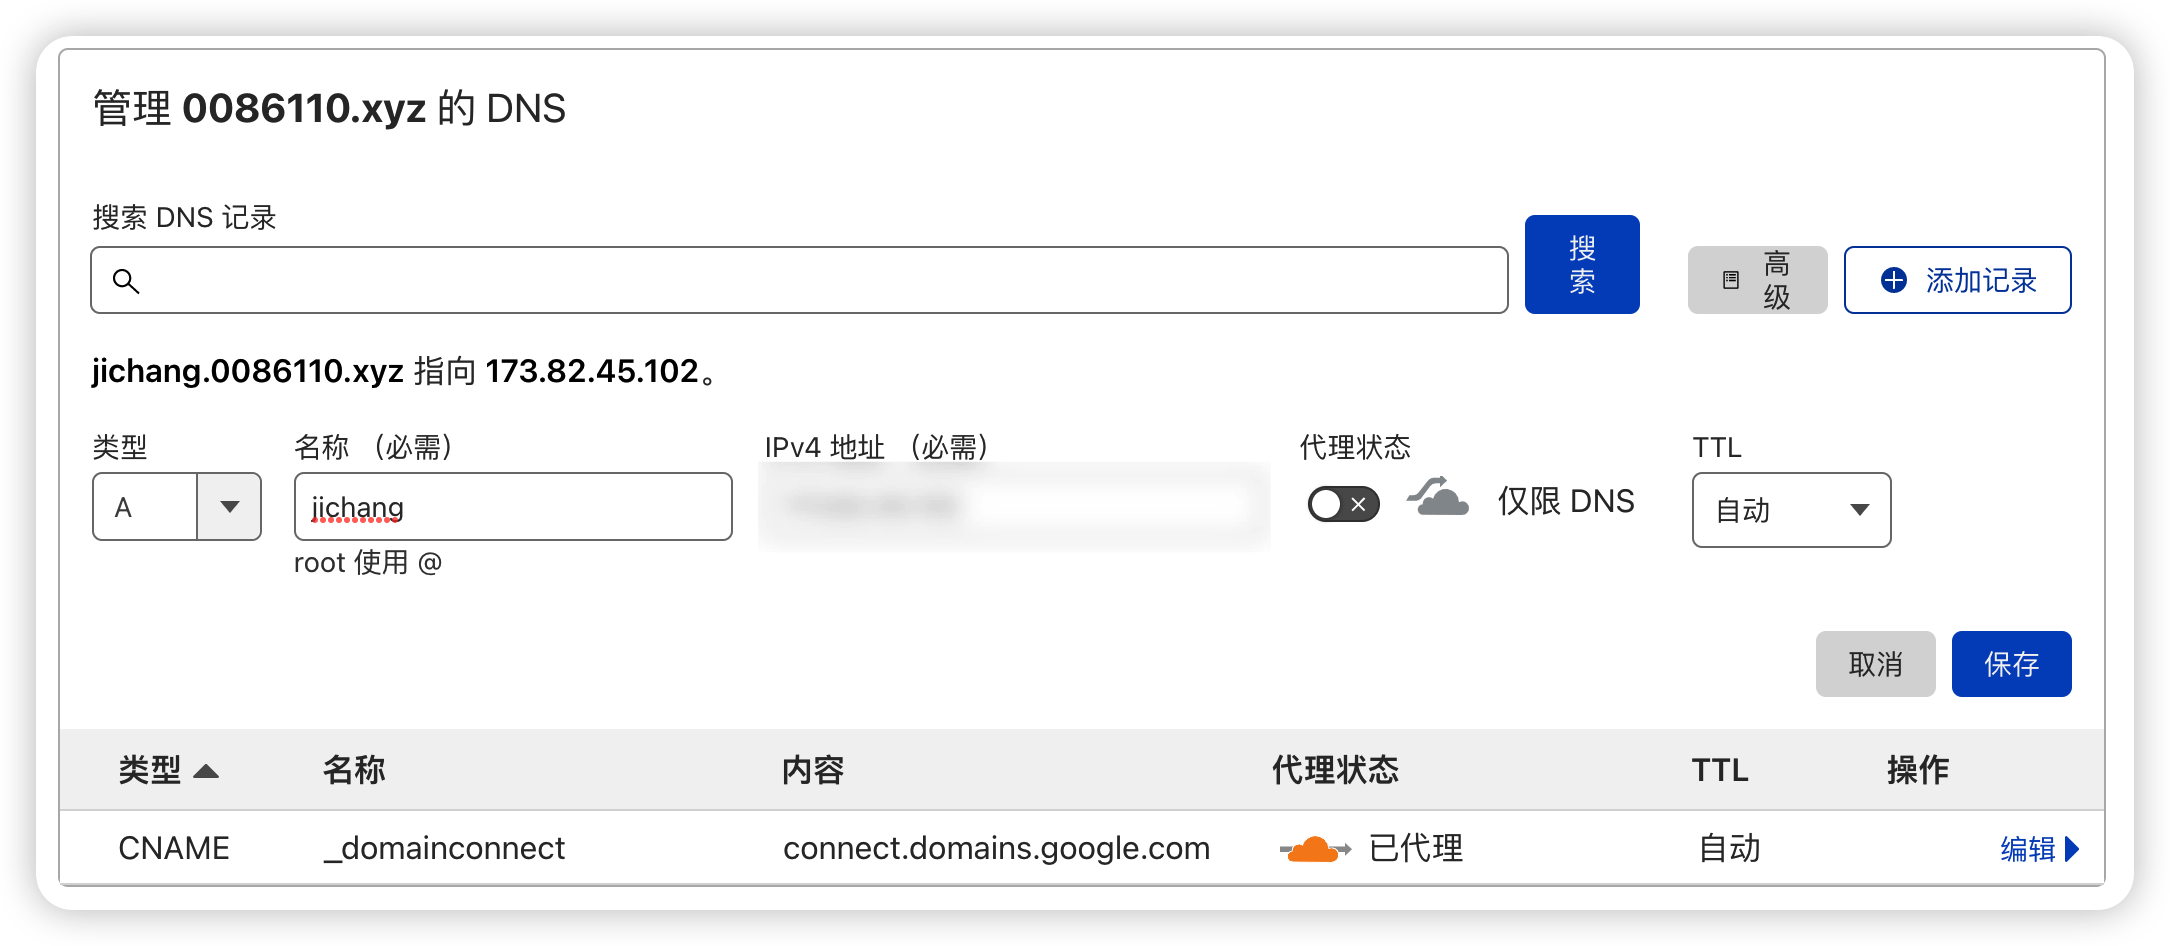 管理 0086110.xyz 的 DNS
搜索 DNS 记录
搜
索
高
级
添加记录
jichang.0086110.xyz 指向 173.82.45.102。
类型 名称 （必需） IPv4 地址 （必需） 代理状态 TTL
A jichang 仅限 DNS 自动
root 使用 @
取消 保存
类型 名称 内容 代理状态 TTL 操作
CNAME _domainconnect connect.domains.google.com 已代理 自动 编辑